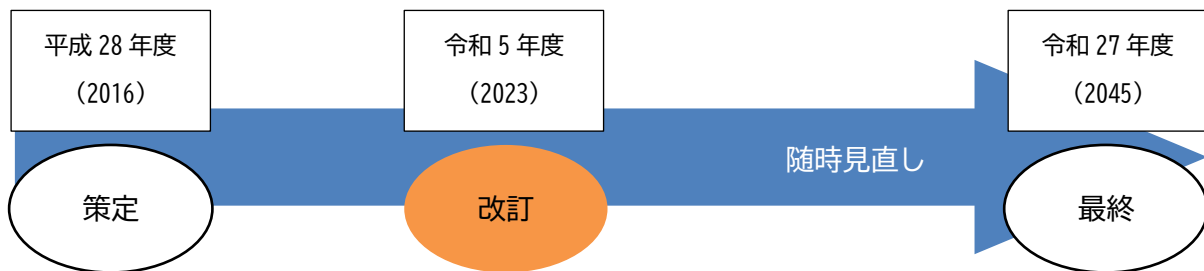 平成 28 年度
（2016）
令和 5 年度
（2023）
令和 27 年度
（2045）
随時見直し
策定
改訂
最終